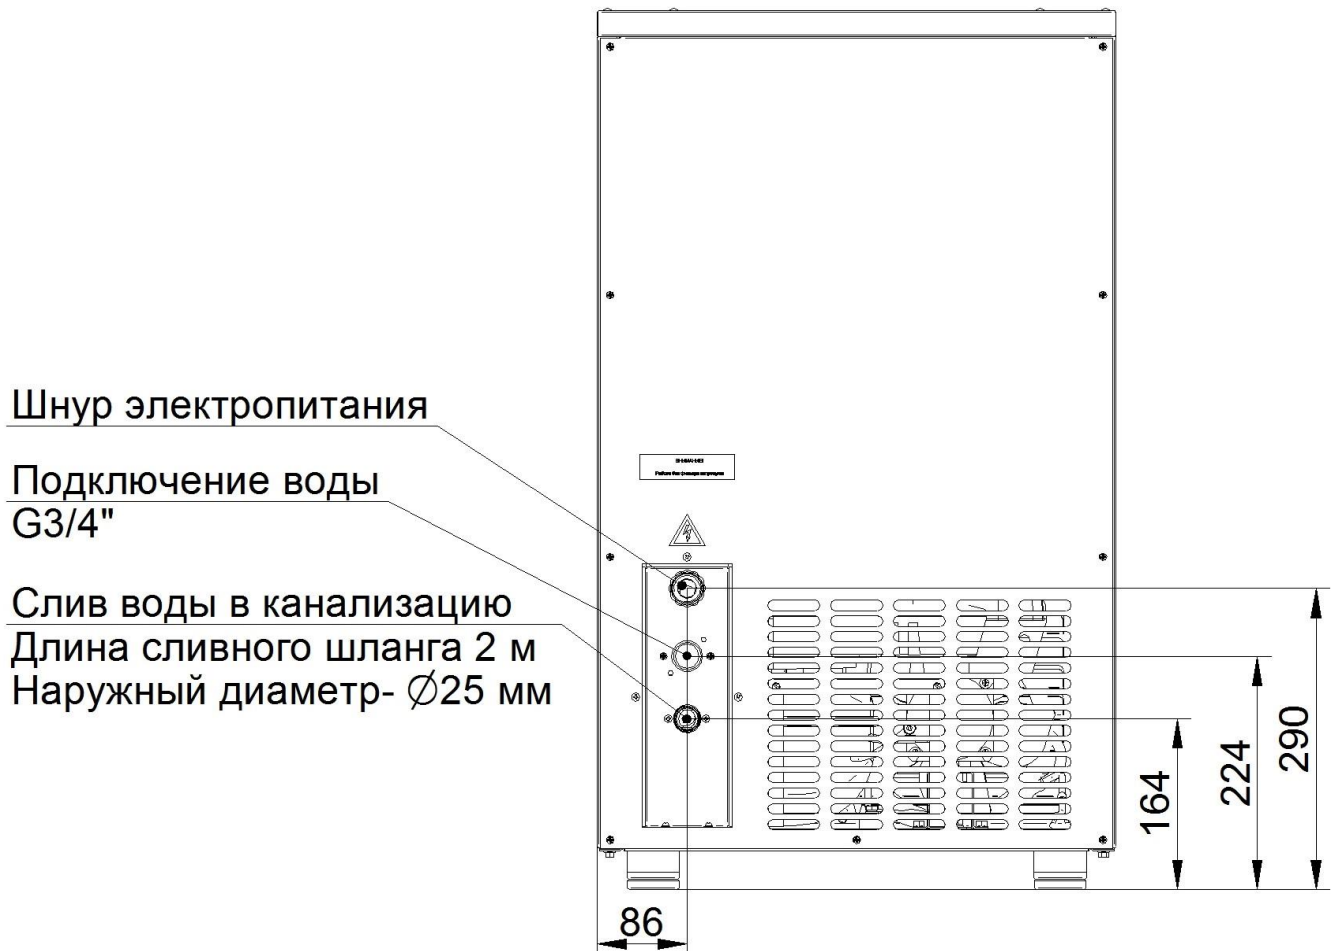 Шнур электропитания
Подключение воды
G3/4"
Слив воды в канализацию
Длина сливного шланга 2 м
Наружный диаметр- ∅25 мм
290
224
164
86